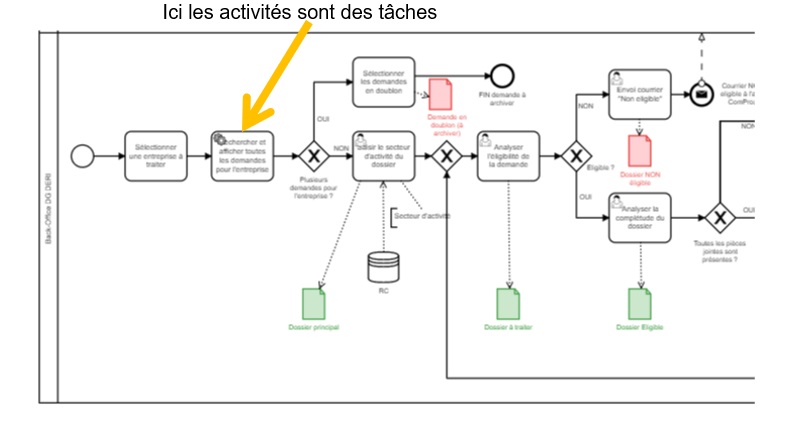 Ici les activités sont des tâches
Back-Office DG DERI
Sélectionner
une entreprise à
traiter
Rechercher et
afficher toutes
les demandes
pour l'entreprise
Plusieurs
demandes pour
l'entreprise ?
OUI
NON
Sélectionner
les demandes
en doublon
FIN demande à
archiver
Demande en
doublon (à
archiver)
Saisir le secteur
d'activité du
dossier
Secteur d'activité
RC
Dossier principal
Analyser
l'éligibilité de
la demande
Dossier à traiter
Eligible ?
NON
OUI
Envoi courrier
"Non eligible"
Dossier NON
éligible
Courrier N
eligible à l'a
ComPro
Analyser la
complétude du
dossier
Dossier Eligible
Toutes les pièces
jointes sont
présentes ?
NON
OUI